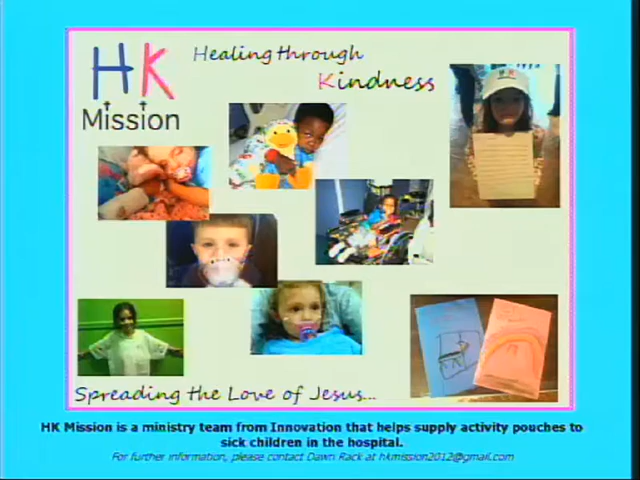 HK
Mission
Healing through
Kindness
Spreading the Love of Jesus...
HK Mission is a ministry team from Innovation that helps supply activity pouches to
sick children in the hospital.
For further information, please contact Dawn Rack at hkmission2012@gmail.com